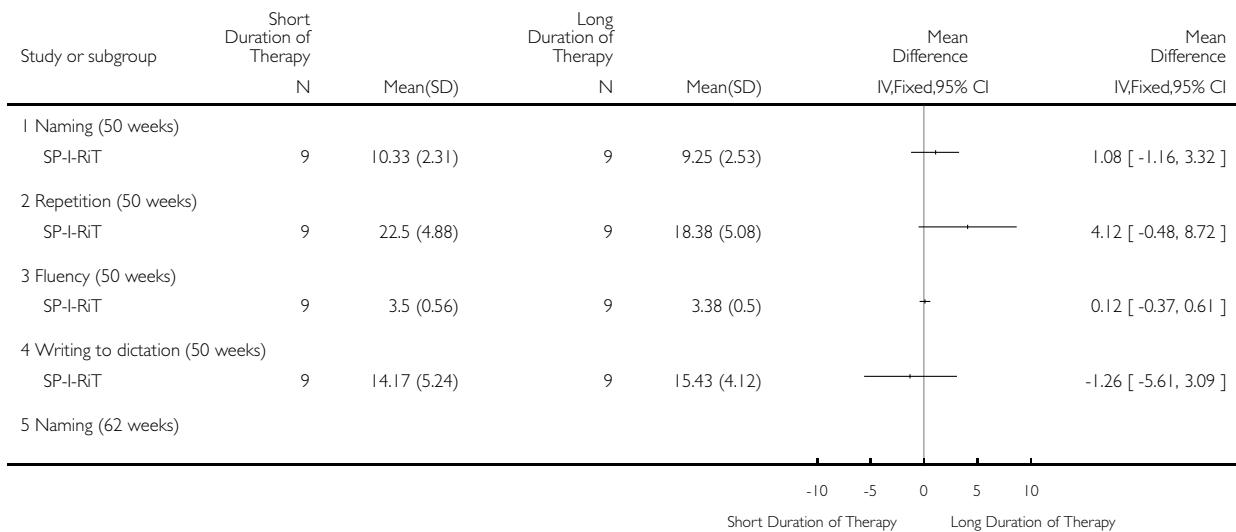 Study or subgroup Short Duration of Therapy Long Duration of Therapy Mean Difference Mean Difference
N Mean(SD) N Mean(SD) IV,Fixed,95% CI IV,Fixed,95% CI
1 Naming (50 weeks)
SP-I-RiT 9 10.33 (2.31) 9 9.25 (2.53) 1.08 [ -1.16, 3.32 ]
2 Repetition (50 weeks)
SP-I-RiT 9 22.5 (4.88) 9 18.38 (5.08) 4.12 [ -0.48, 8.72 ]
3 Fluency (50 weeks)
SP-I-RiT 9 3.5 (0.56) 9 3.38 (0.5) 0.12 [ -0.37, 0.61 ]
4 Writing to dictation (50 weeks)
SP-I-RiT 9 14.17 (5.24) 9 15.43 (4.12) -1.26 [ -5.61, 3.09 ]
5 Naming (62 weeks)
-10 -5 0 5 10
Short Duration of Therapy Long Duration of Therapy